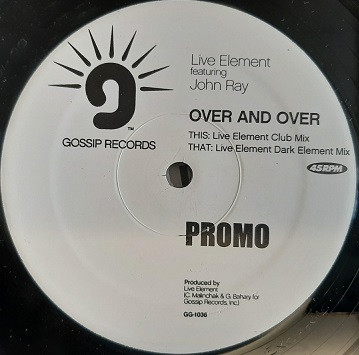 Live Element
featuring
John Ray
TM
GOSSIP RECORDS
OVER AND OVER
THIS: Live Element Club Mix
THAT: Live Element Dark Element Mix
45RPM
PROMO
Produced by
Live Element
(C. Malinchak & G. Bahary for
Gossip Records, Inc.)
GG-1036